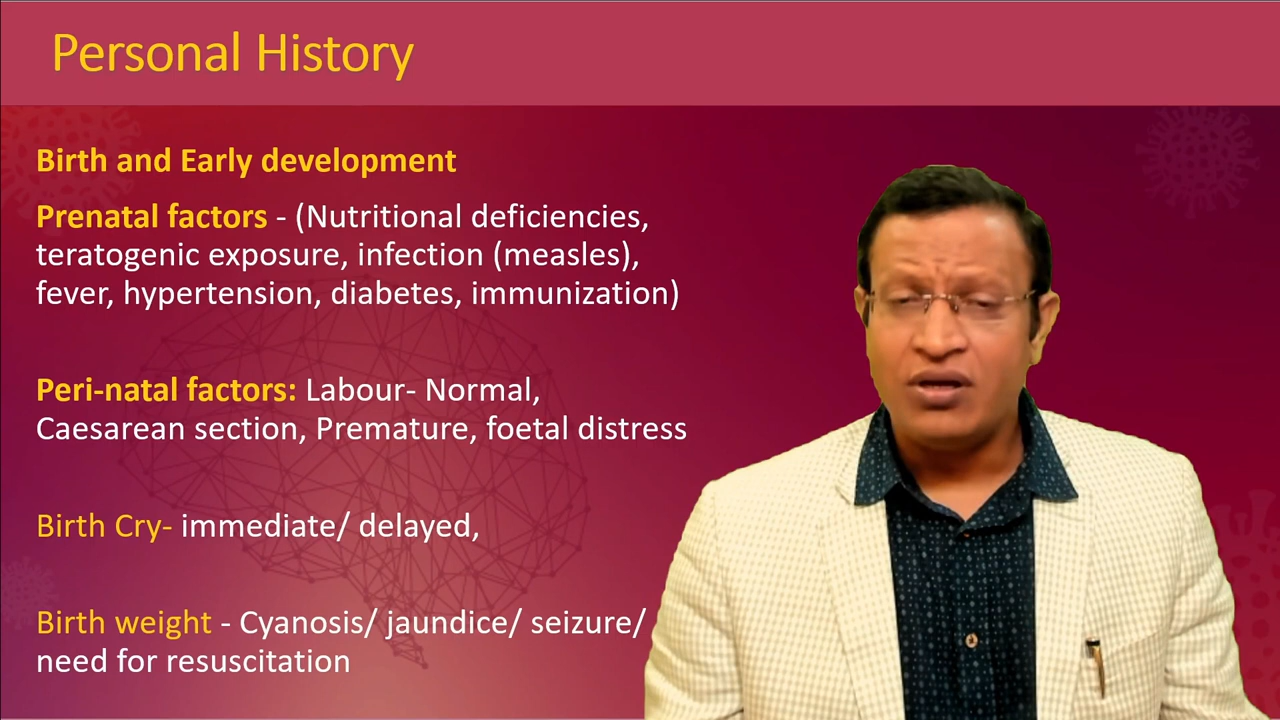 Personal History
Birth and Early development
Prenatal factors - (Nutritional deficiencies,
teratogenic exposure, infection (measles),
fever, hypertension, diabetes, immunization)
Peri-natal factors: Labour- Normal,
Caesarean section, Premature, foetal distress
Birth Cry- immediate/ delayed,
Birth weight - Cyanosis/ jaundice/ seizure/
need for resuscitation